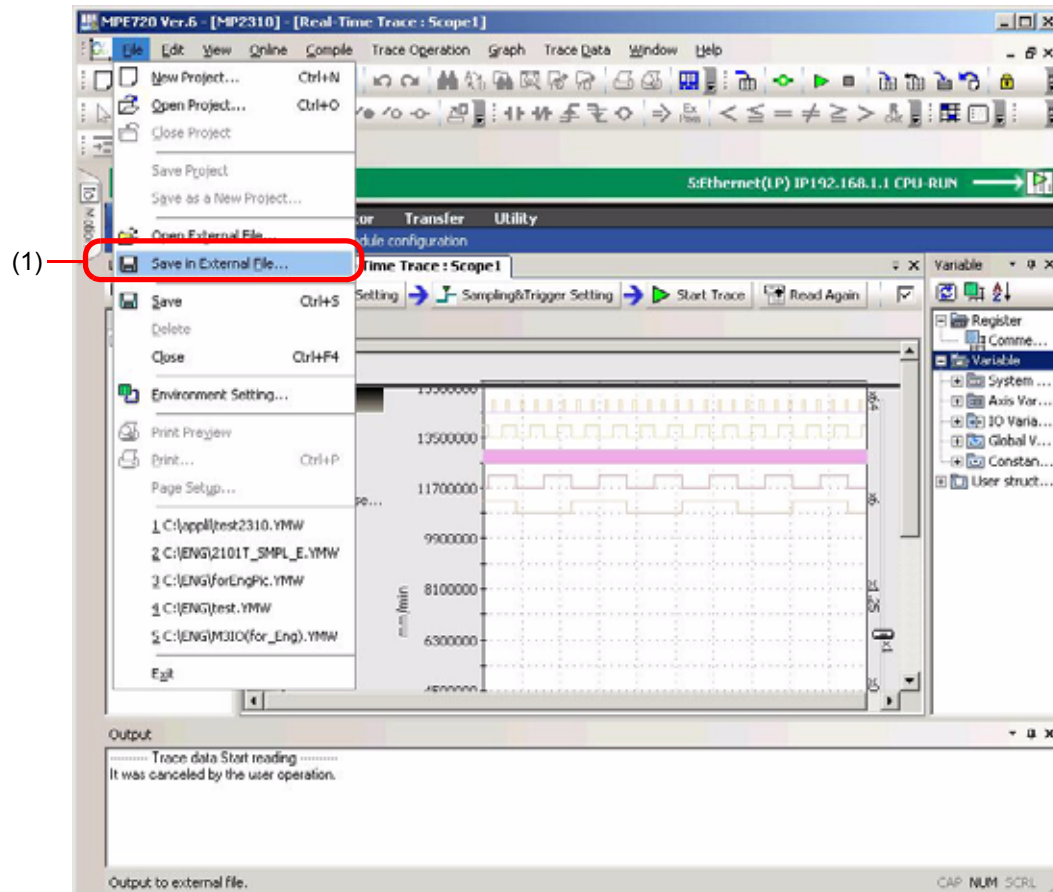 MPE720 Ver.6 - [MP2310] - [Real-Time Trace : Scope1]
File Edit View Online Compile Trace Operation Graph Trace Data Window Help
New Project... Ctrl+N
Open Project... Ctrl+O
Close Project
Save Project
Save as a New Project...
S:Ethernet(LP) IP192.168.1.1 CPU-RUN
Transfer Utility
Open External File...
dule configuration
(1)
Save in External File...
Time Trace : Scope1
Variable
Save Ctrl+S
Setting Sampling&Trigger Setting Start Trace Read Again
Delete
Register
Comme...
Close Ctrl+F4
Variable
System ...
Environment Setting...
Axis Var...
IO Varia...
Print Preview
13500000
Global V...
Print... Ctrl+P
Constan...
Page Setup...
11700000
User struct...
1 C:\appli\test2310.YMW
2 C:\ENG\2101T_SMPL_E.YMW
9900000
3 C:\ENG\forEngPic.YMW
8100000
mm/min
4 C:\ENG\test.YMW
5 C:\ENG\M3IO(for_Eng).YMW
6300000
x1
Exit
Output
---------- Trace data Start reading ----------
It was canceled by the user operation.
Output to external file.
CAP NUM SCRL